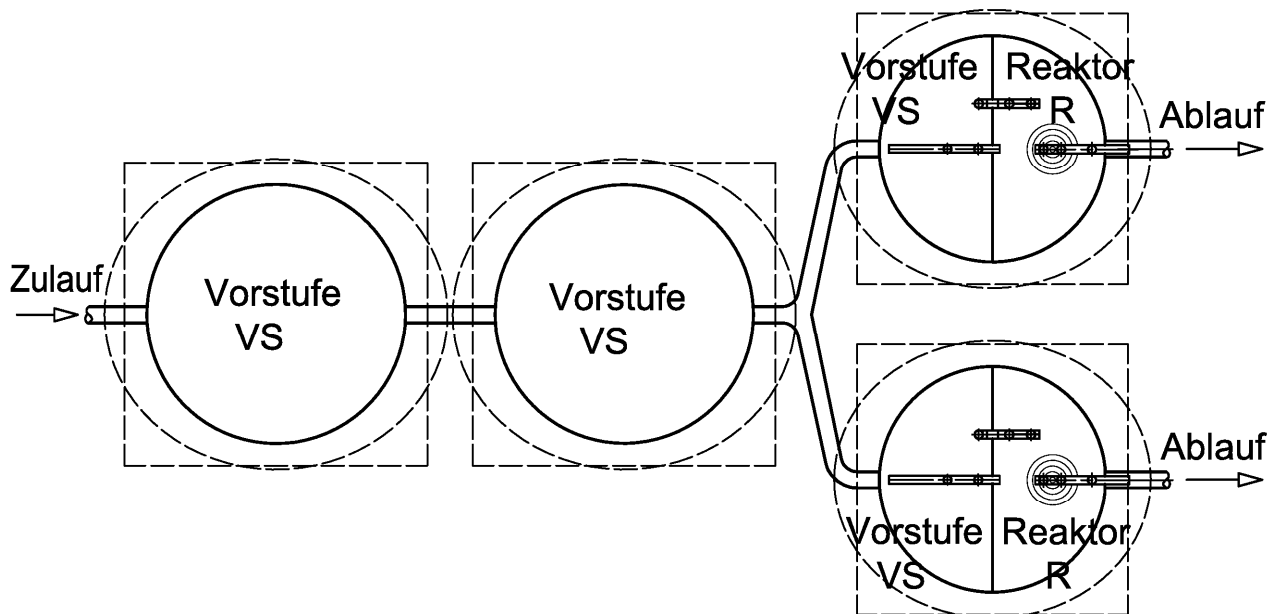 Zulauf
Vorstufe
VS
Vorstufe
VS
Vorstufe
VS
Reaktor
R
Ablauf
Vorstufe
VS
Reaktor
R
Ablauf